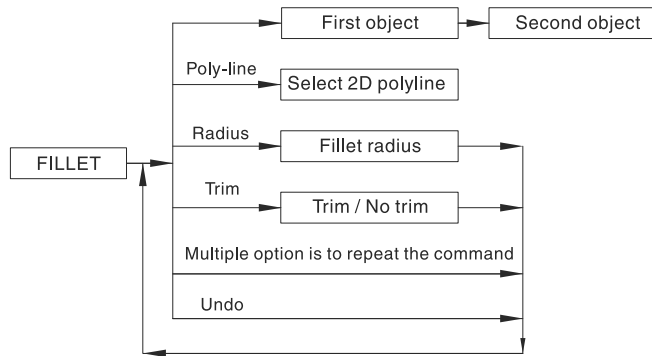 First object
Second object
Poly-line
Select 2D polyline
Radius
Fillet radius
FILLET
Trim
Trim / No trim
Multiple option is to repeat the command
Undo